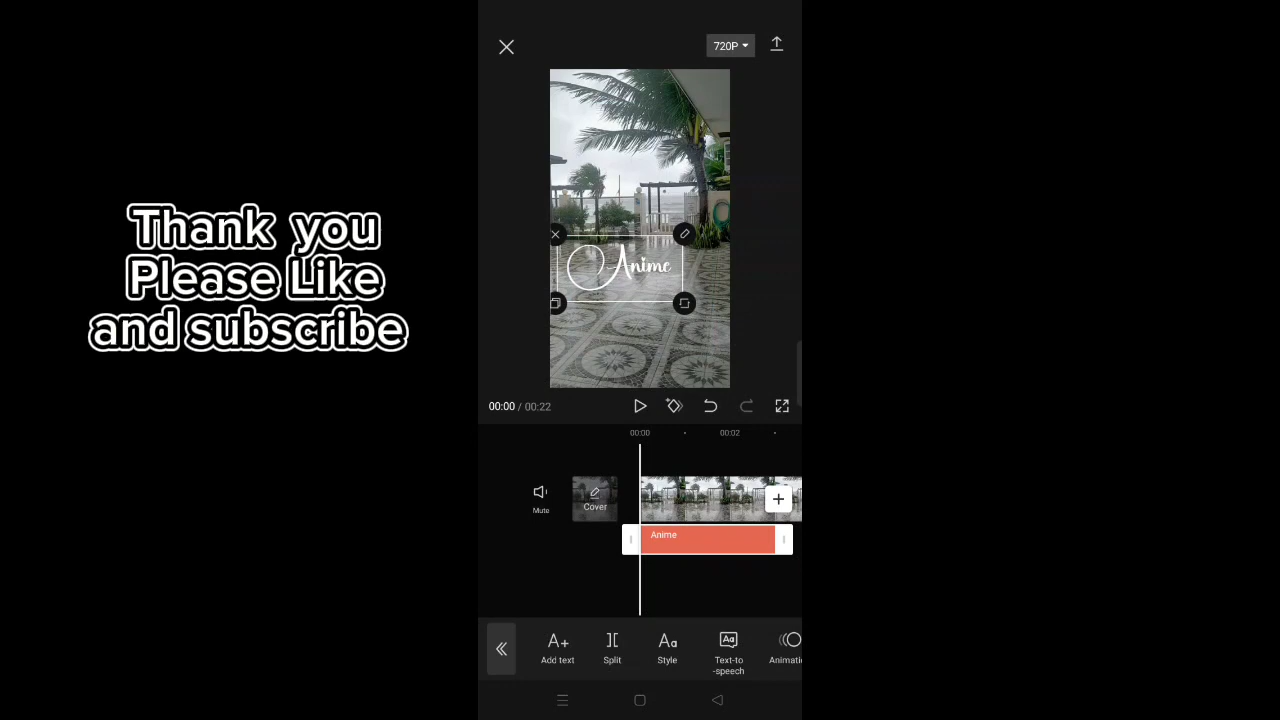 Thank you
Please Like
and subscribe
720P
Anime
00:00 / 00:22
00:00
00:02
Mute
Cover
Anime
Add text
Split
Style
Text-to
-speech
Animati